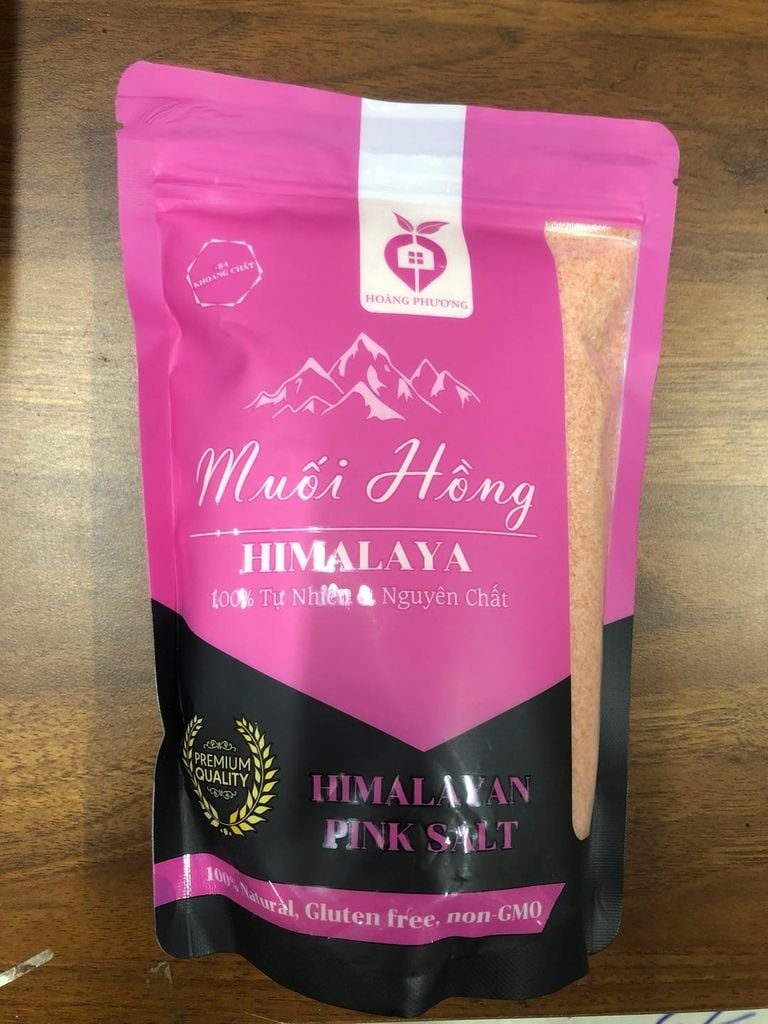 84
KHOÁNG CHẤT
HOÀNG PHƯƠNG
Muối Hồng
HIMALAYA
100% Tự Nhiên & Nguyên Chất
PREMIUM
QUALITY
HIMALAYAN
PINK SALT
100% Natural, Gluten free, non-GMO